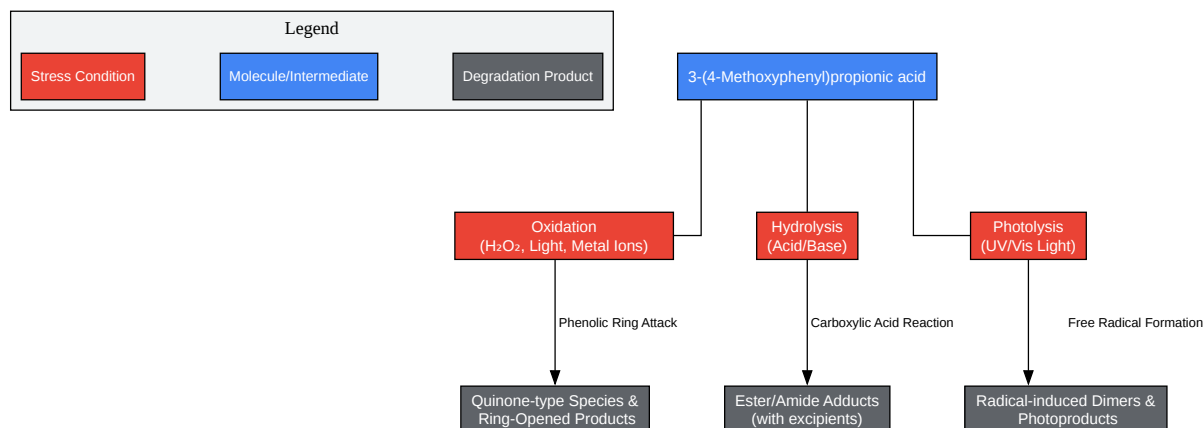 Legend
Stress Condition
Molecule/Intermediate
Degradation Product
3-(4-Methoxyphenyl)propionic acid
Oxidation
(H₂O₂, Light, Metal Ions)
Hydrolysis
(Acid/Base)
Photolysis
(UV/Vis Light)
Phenolic Ring Attack
Carboxylic Acid Reaction
Free Radical Formation
Quinone-type Species &
Ring-Opened Products
Ester/Amide Adducts
(with excipients)
Radical-induced Dimers &
Photoproducts